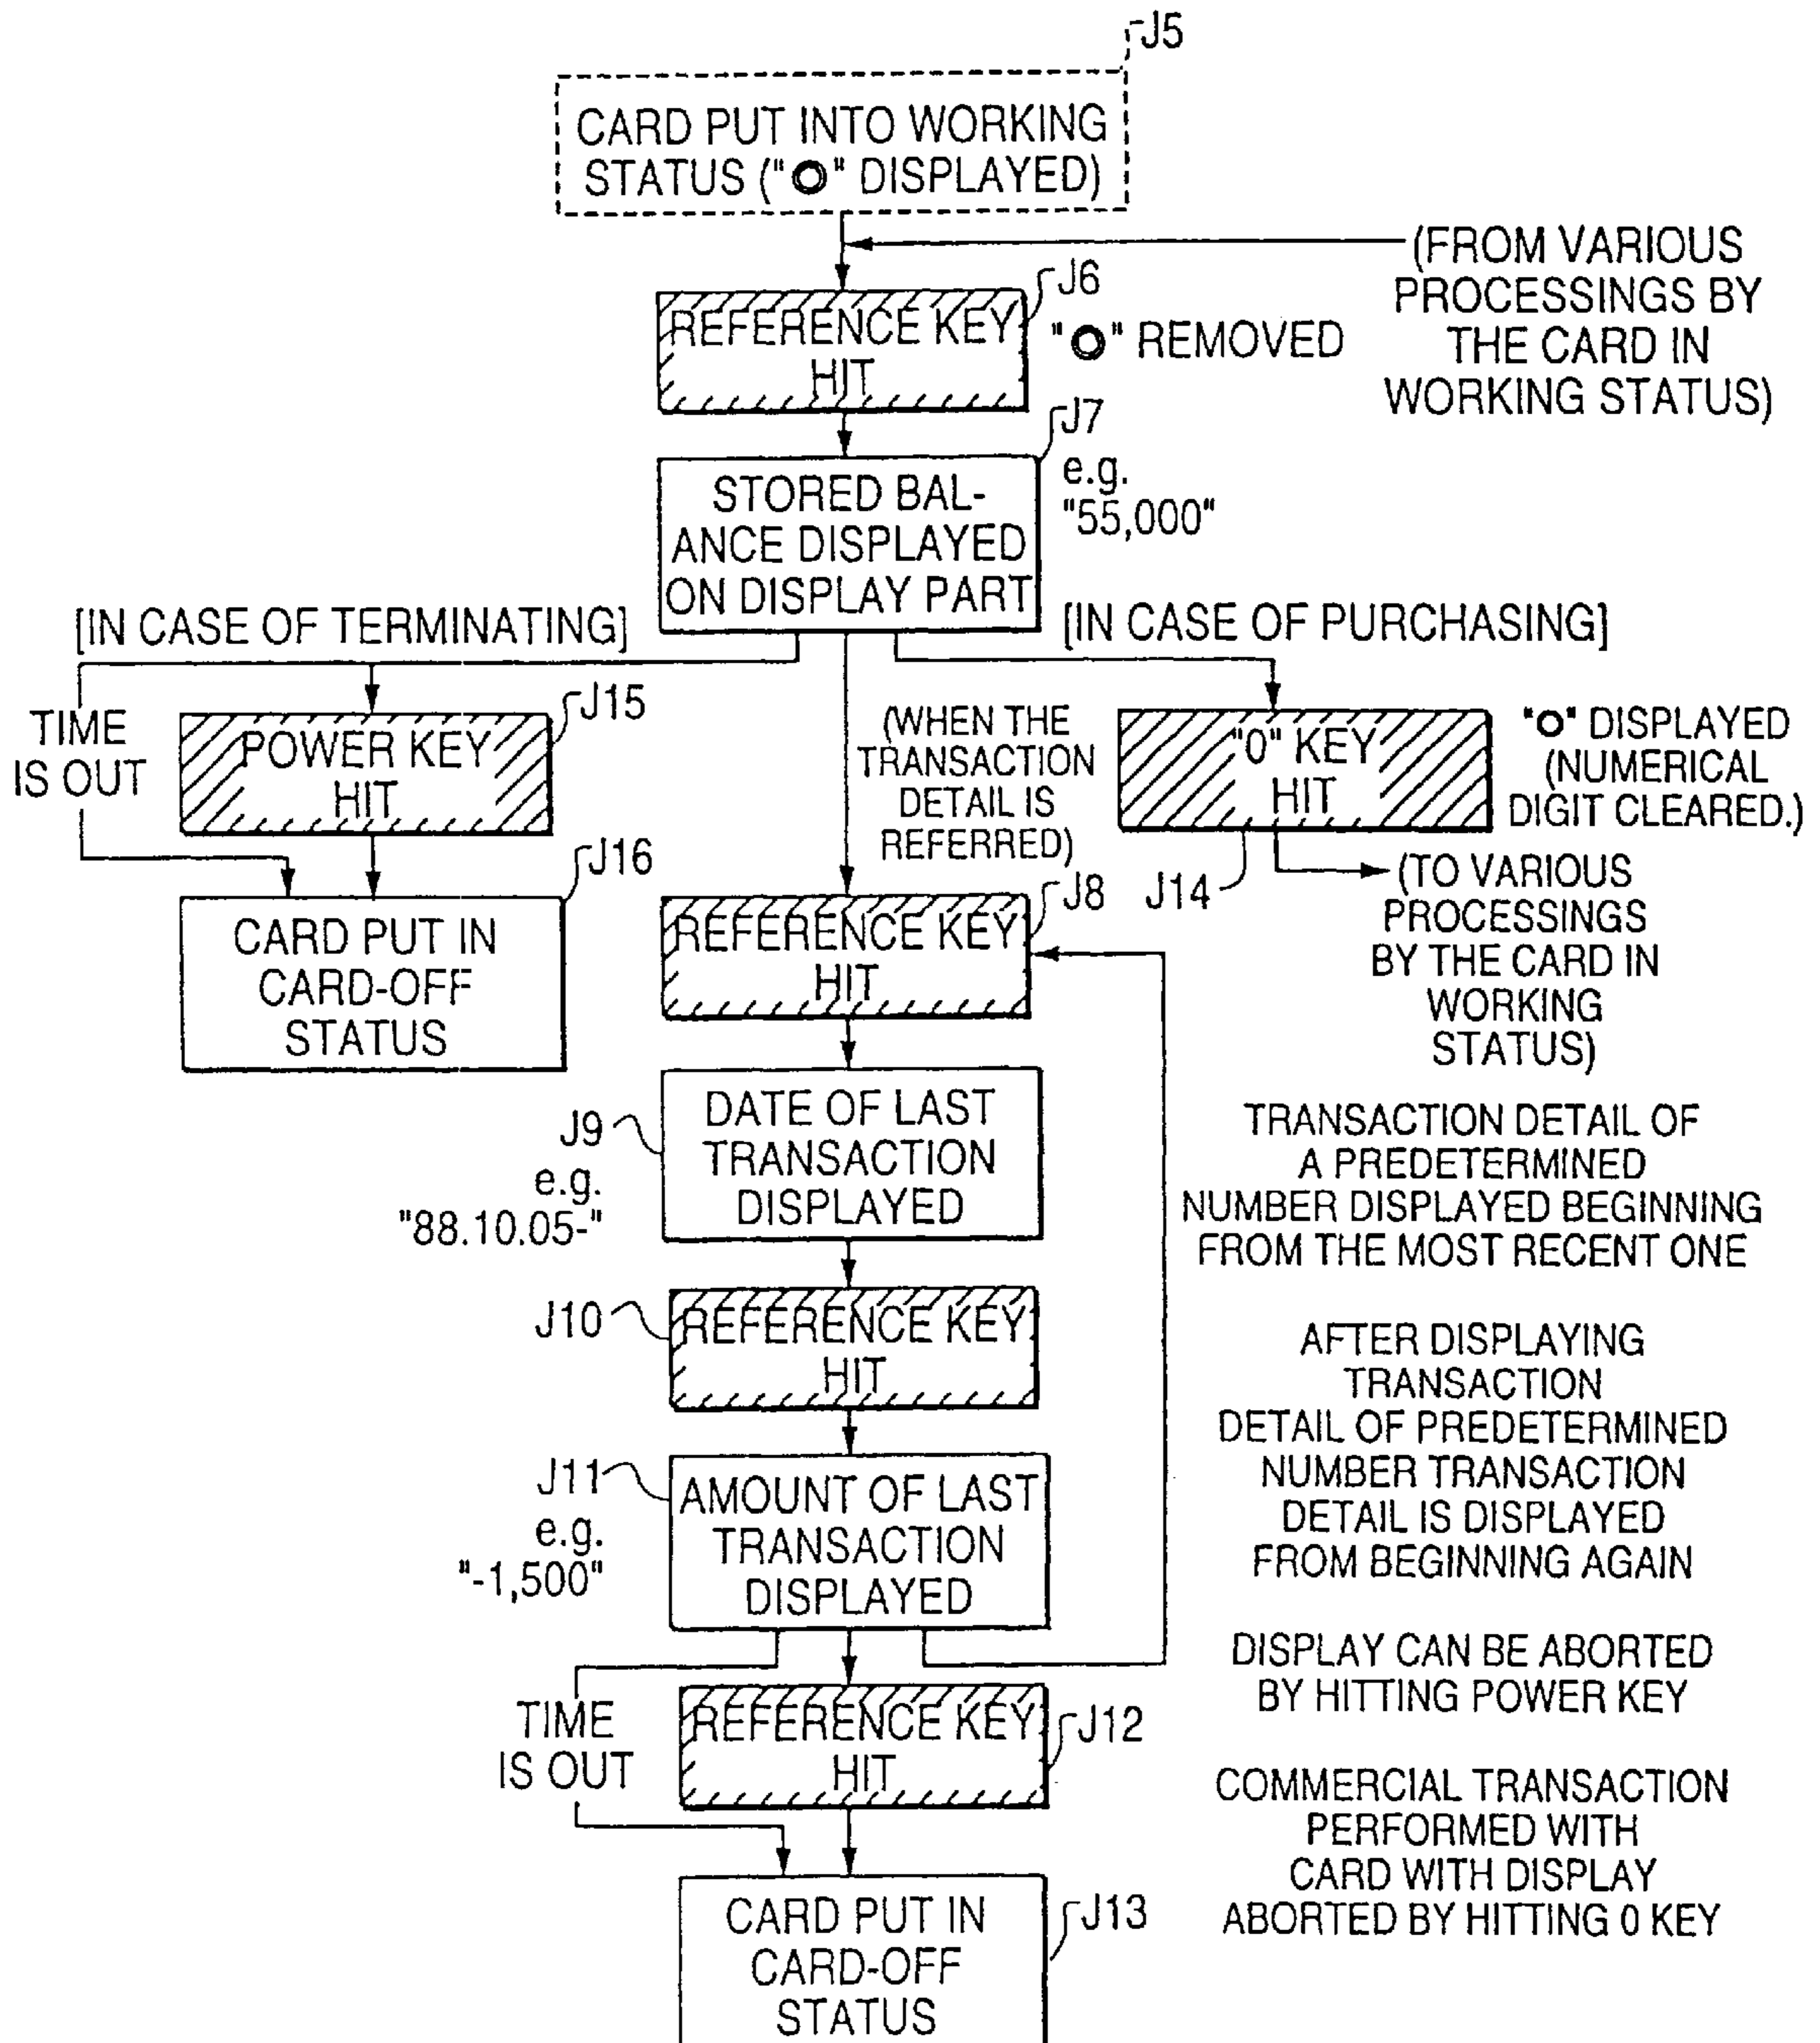 J5
CARD PUT INTO WORKING
STATUS ("O" DISPLAYED)
(FROM VARIOUS
PROCESSINGS BY
THE CARD IN
WORKING STATUS)
J6
REFERENCE KEY
HIT
"O" REMOVED
J7
STORED BAL-
ANCE DISPLAYED
ON DISPLAY PART
e.g.
"55,000"
[IN CASE OF TERMINATING]
[IN CASE OF PURCHASING]
TIME
IS OUT
J15
POWER KEY
HIT
J16
CARD PUT IN
CARD-OFF
STATUS
(WHEN THE
TRANSACTION
DETAIL IS
REFERRED)
"0" KEY
HIT
"O" DISPLAYED
(NUMERICAL
DIGIT CLEARED.)
J14
(TO VARIOUS
PROCESSINGS
BY THE CARD IN
WORKING
STATUS)
J8
REFERENCE KEY
HIT
J9
e.g.
"88.10.05-"
DATE OF LAST
TRANSACTION
DISPLAYED
J10
REFERENCE KEY
HIT
J11
e.g.
"-1,500"
AMOUNT OF LAST
TRANSACTION
DISPLAYED
TIME
IS OUT
REFERENCE KEY
HIT
J12
CARD PUT IN
CARD-OFF
STATUS
J13
TRANSACTION DETAIL OF
A PREDETERMINED
NUMBER DISPLAYED BEGINNING
FROM THE MOST RECENT ONE
AFTER DISPLAYING
TRANSACTION
DETAIL OF PREDETERMINED
NUMBER TRANSACTION
DETAIL IS DISPLAYED
FROM BEGINNING AGAIN
DISPLAY CAN BE ABORTED
BY HITTING POWER KEY
COMMERCIAL TRANSACTION
PERFORMED WITH
CARD WITH DISPLAY
ABORTED BY HITTING 0 KEY